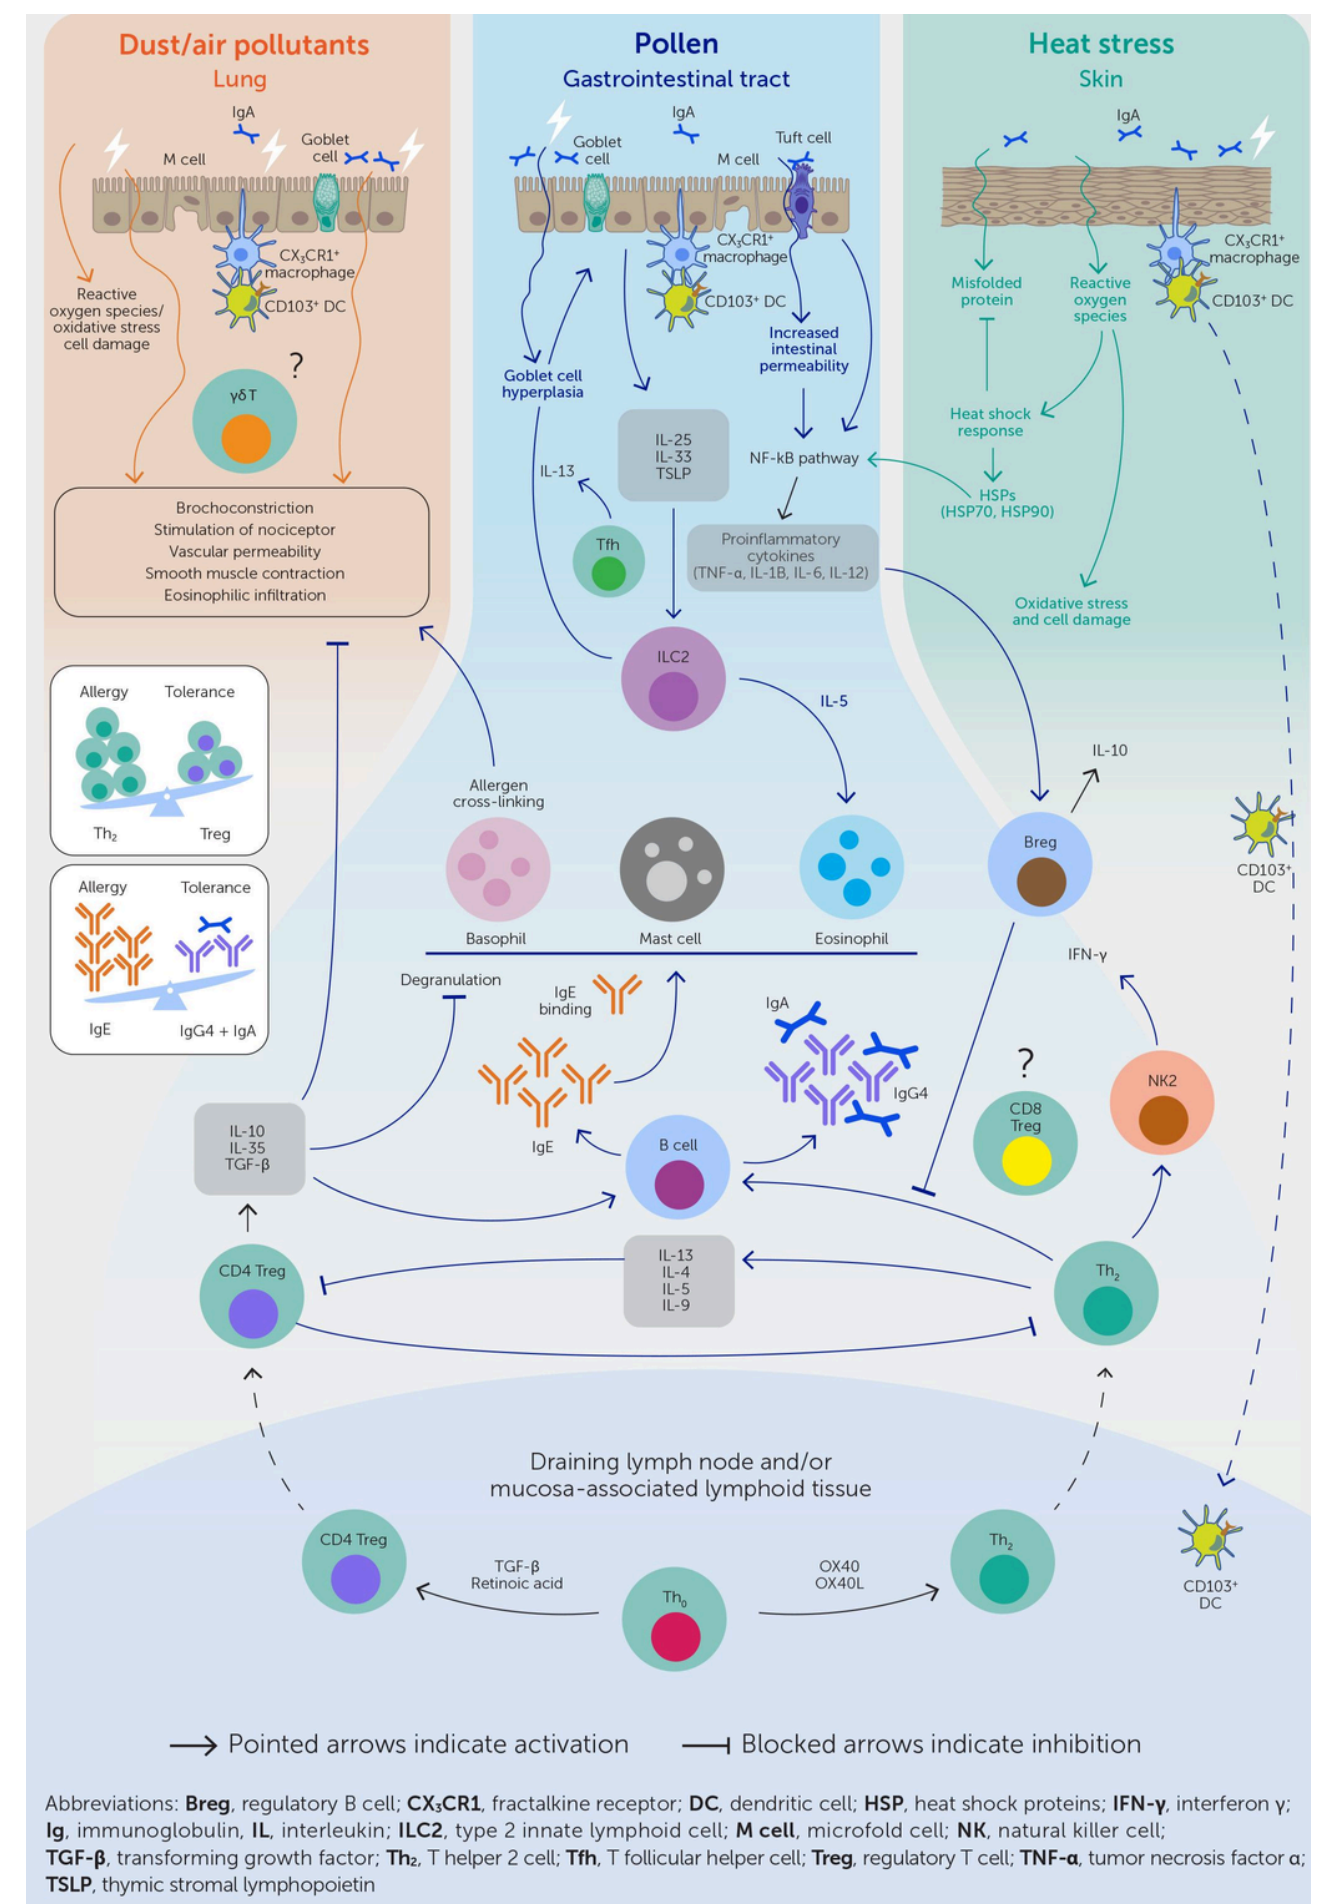 Dust/air pollutants
Lung
IgA
Goblet
cell
M cell
CX₃CR1⁺
macrophage
CD103⁺ DC
Reactive
oxygen species/
oxidative stress
cell damage
?
γδ T
Brochoconstriction
Stimulation of nociceptor
Vascular permeability
Smooth muscle contraction
Eosinophilic infiltration
Pollen
Gastrointestinal tract
IgA
Tuft cell
Goblet
cell
M cell
CX₃CR1⁺
macrophage
CD103⁺ DC
Increased
intestinal
permeability
Goblet cell
hyperplasia
IL-25
IL-33
TSLP
NF-kB pathway
IL-13
Tfh
Proinflammatory
cytokines
(TNF-α, IL-1B, IL-6, IL-12)
ILC2
IL-5
Heat stress
Skin
IgA
CX₃CR1⁺
macrophage
CD103⁺ DC
Misfolded
protein
Reactive
oxygen
species
Heat shock
response
HSPs
(HSP70, HSP90)
Oxidative stress
and cell damage
IL-10
Breg
CD103⁺
DC
Allergy
Tolerance
Th₂
Treg
Allergy
Tolerance
IgE
IgG4 + IgA
Allergen
cross-linking
Basophil
Mast cell
Eosinophil
Degranulation
IgE
binding
IgA
IgG4
IgE
IFN-γ
?
NK2
CD8
Treg
IL-10
IL-35
TGF-β
B cell
CD4 Treg
IL-13
IL-4
IL-5
IL-9
Th₂
Draining lymph node and/or
mucosa-associated lymphoid tissue
CD4 Treg
TGF-β
Retinoic acid
Th₀
OX40
OX40L
Th₂
CD103⁺
DC
Pointed arrows indicate activation
Blocked arrows indicate inhibition
Abbreviations: Breg, regulatory B cell; CX₃CR1, fractalkine receptor; DC, dendritic cell; HSP, heat shock proteins; IFN-γ, interferon γ;
Ig, immunoglobulin, IL, interleukin; ILC2, type 2 innate lymphoid cell; M cell, microfold cell; NK, natural killer cell;
TGF-β, transforming growth factor; Th₂, T helper 2 cell; Tfh, T follicular helper cell; Treg, regulatory T cell; TNF-α, tumor necrosis factor α;
TSLP, thymic stromal lymphopoietin